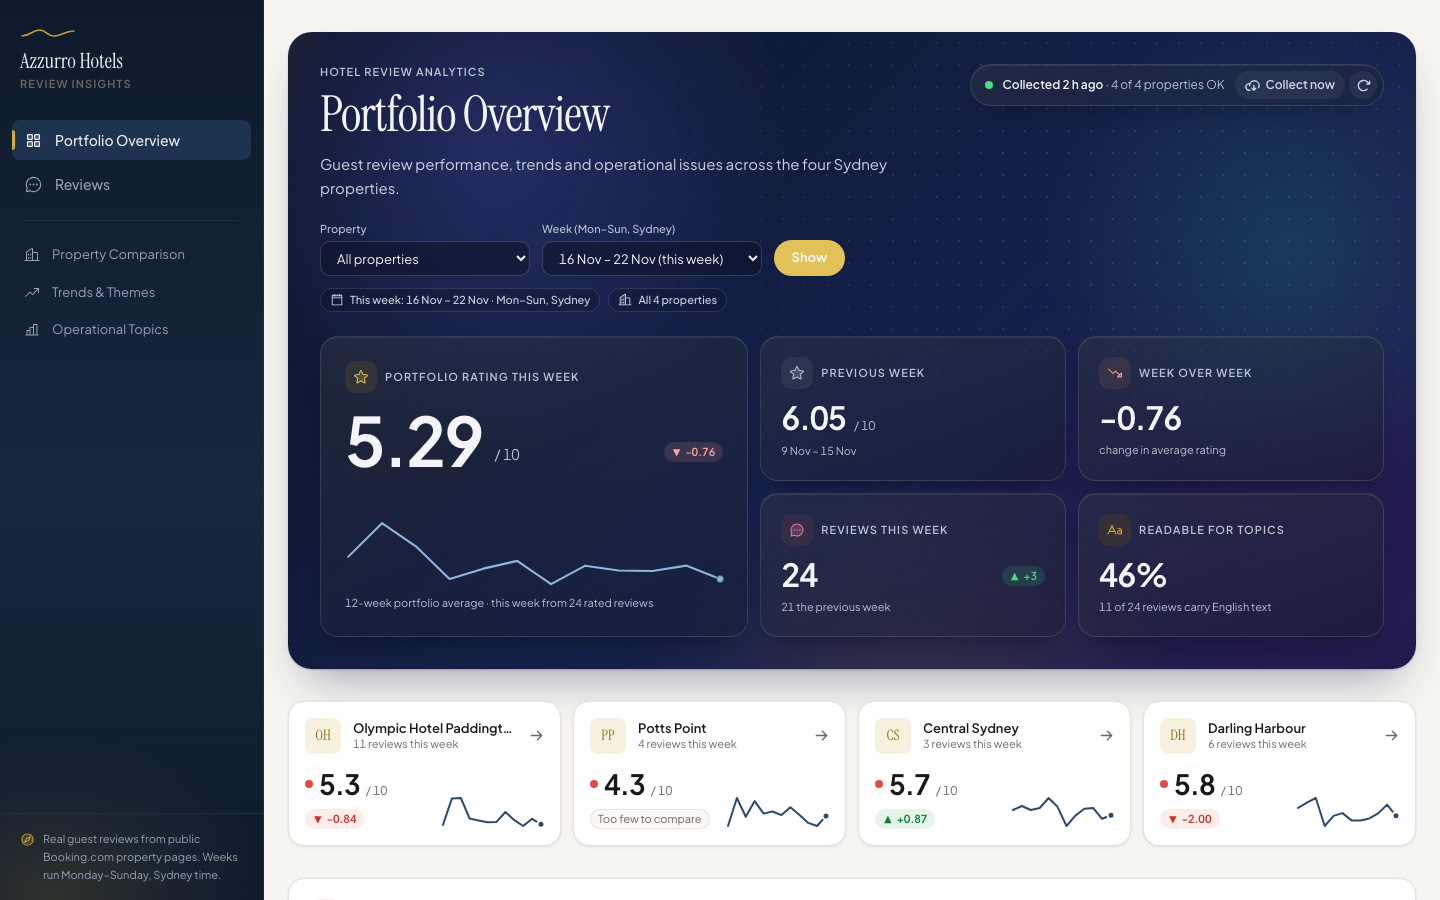 Azzurro Hotels
REVIEW INSIGHTS
Portfolio Overview
Reviews
Property Comparison
Trends & Themes
Operational Topics
Real guest reviews from public
Booking.com property pages. Weeks
run Monday–Sunday, Sydney time.
HOTEL REVIEW ANALYTICS
Portfolio Overview
Collected 2 h ago · 4 of 4 properties OK
Collect now
Guest review performance, trends and operational issues across the four Sydney
properties.
Property
Week (Mon–Sun, Sydney)
All properties
16 Nov – 22 Nov (this week)
Show
This week: 16 Nov – 22 Nov · Mon–Sun, Sydney
All 4 properties
PORTFOLIO RATING THIS WEEK
5.29 / 10
▼ −0.76
12-week portfolio average · this week from 24 rated reviews
PREVIOUS WEEK
6.05 / 10
9 Nov – 15 Nov
WEEK OVER WEEK
−0.76
change in average rating
REVIEWS THIS WEEK
24
▲ +3
21 the previous week
Aa
READABLE FOR TOPICS
46%
11 of 24 reviews carry English text
OH
Olympic Hotel Paddingt…
11 reviews this week
5.3 / 10
▼ −0.84
PP
Potts Point
4 reviews this week
4.3 / 10
Too few to compare
CS
Central Sydney
3 reviews this week
5.7 / 10
▲ +0.87
DH
Darling Harbour
6 reviews this week
5.8 / 10
▼ −2.00